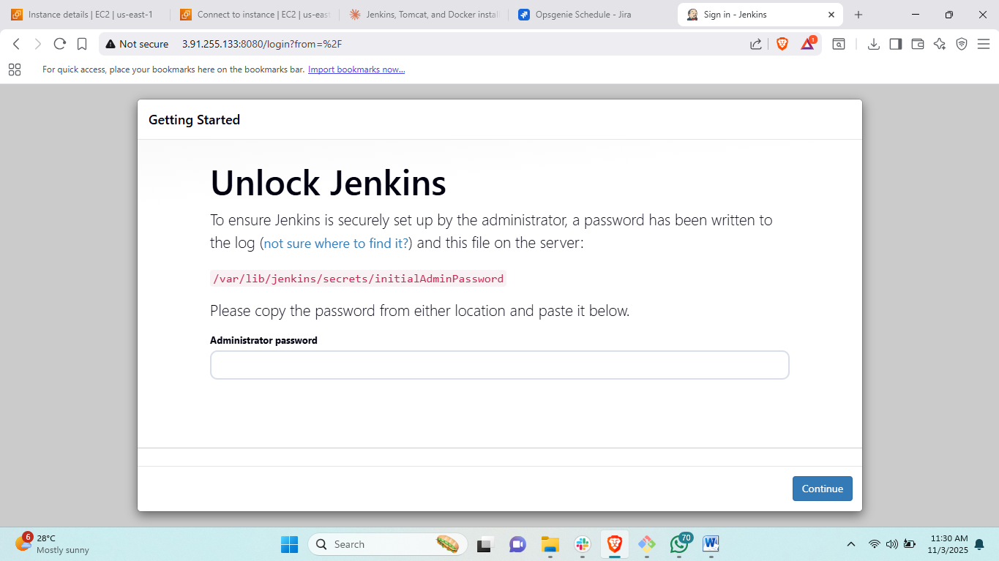 Instance details | EC2 | us-east-1
Connect to instance | EC2 | us-east
Jenkins, Tomcat, and Docker instal
Opsgenie Schedule - Jira
Sign in - Jenkins
Not secure
3.91.255.133:8080/login?from=%2F
1
For quick access, place your bookmarks here on the bookmarks bar. Import bookmarks now...
Getting Started
Unlock Jenkins
To ensure Jenkins is securely set up by the administrator, a password has been written to
the log (not sure where to find it?) and this file on the server:
/var/lib/jenkins/secrets/initialAdminPassword
Please copy the password from either location and paste it below.
Administrator password
Continue
6
28°C
Mostly sunny
Search
70
W
11:30 AM
11/3/2025